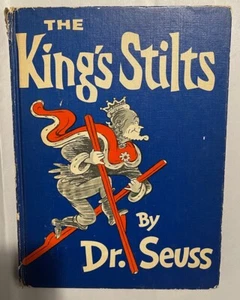 THE
King's Stilts
By
Dr. Seuss